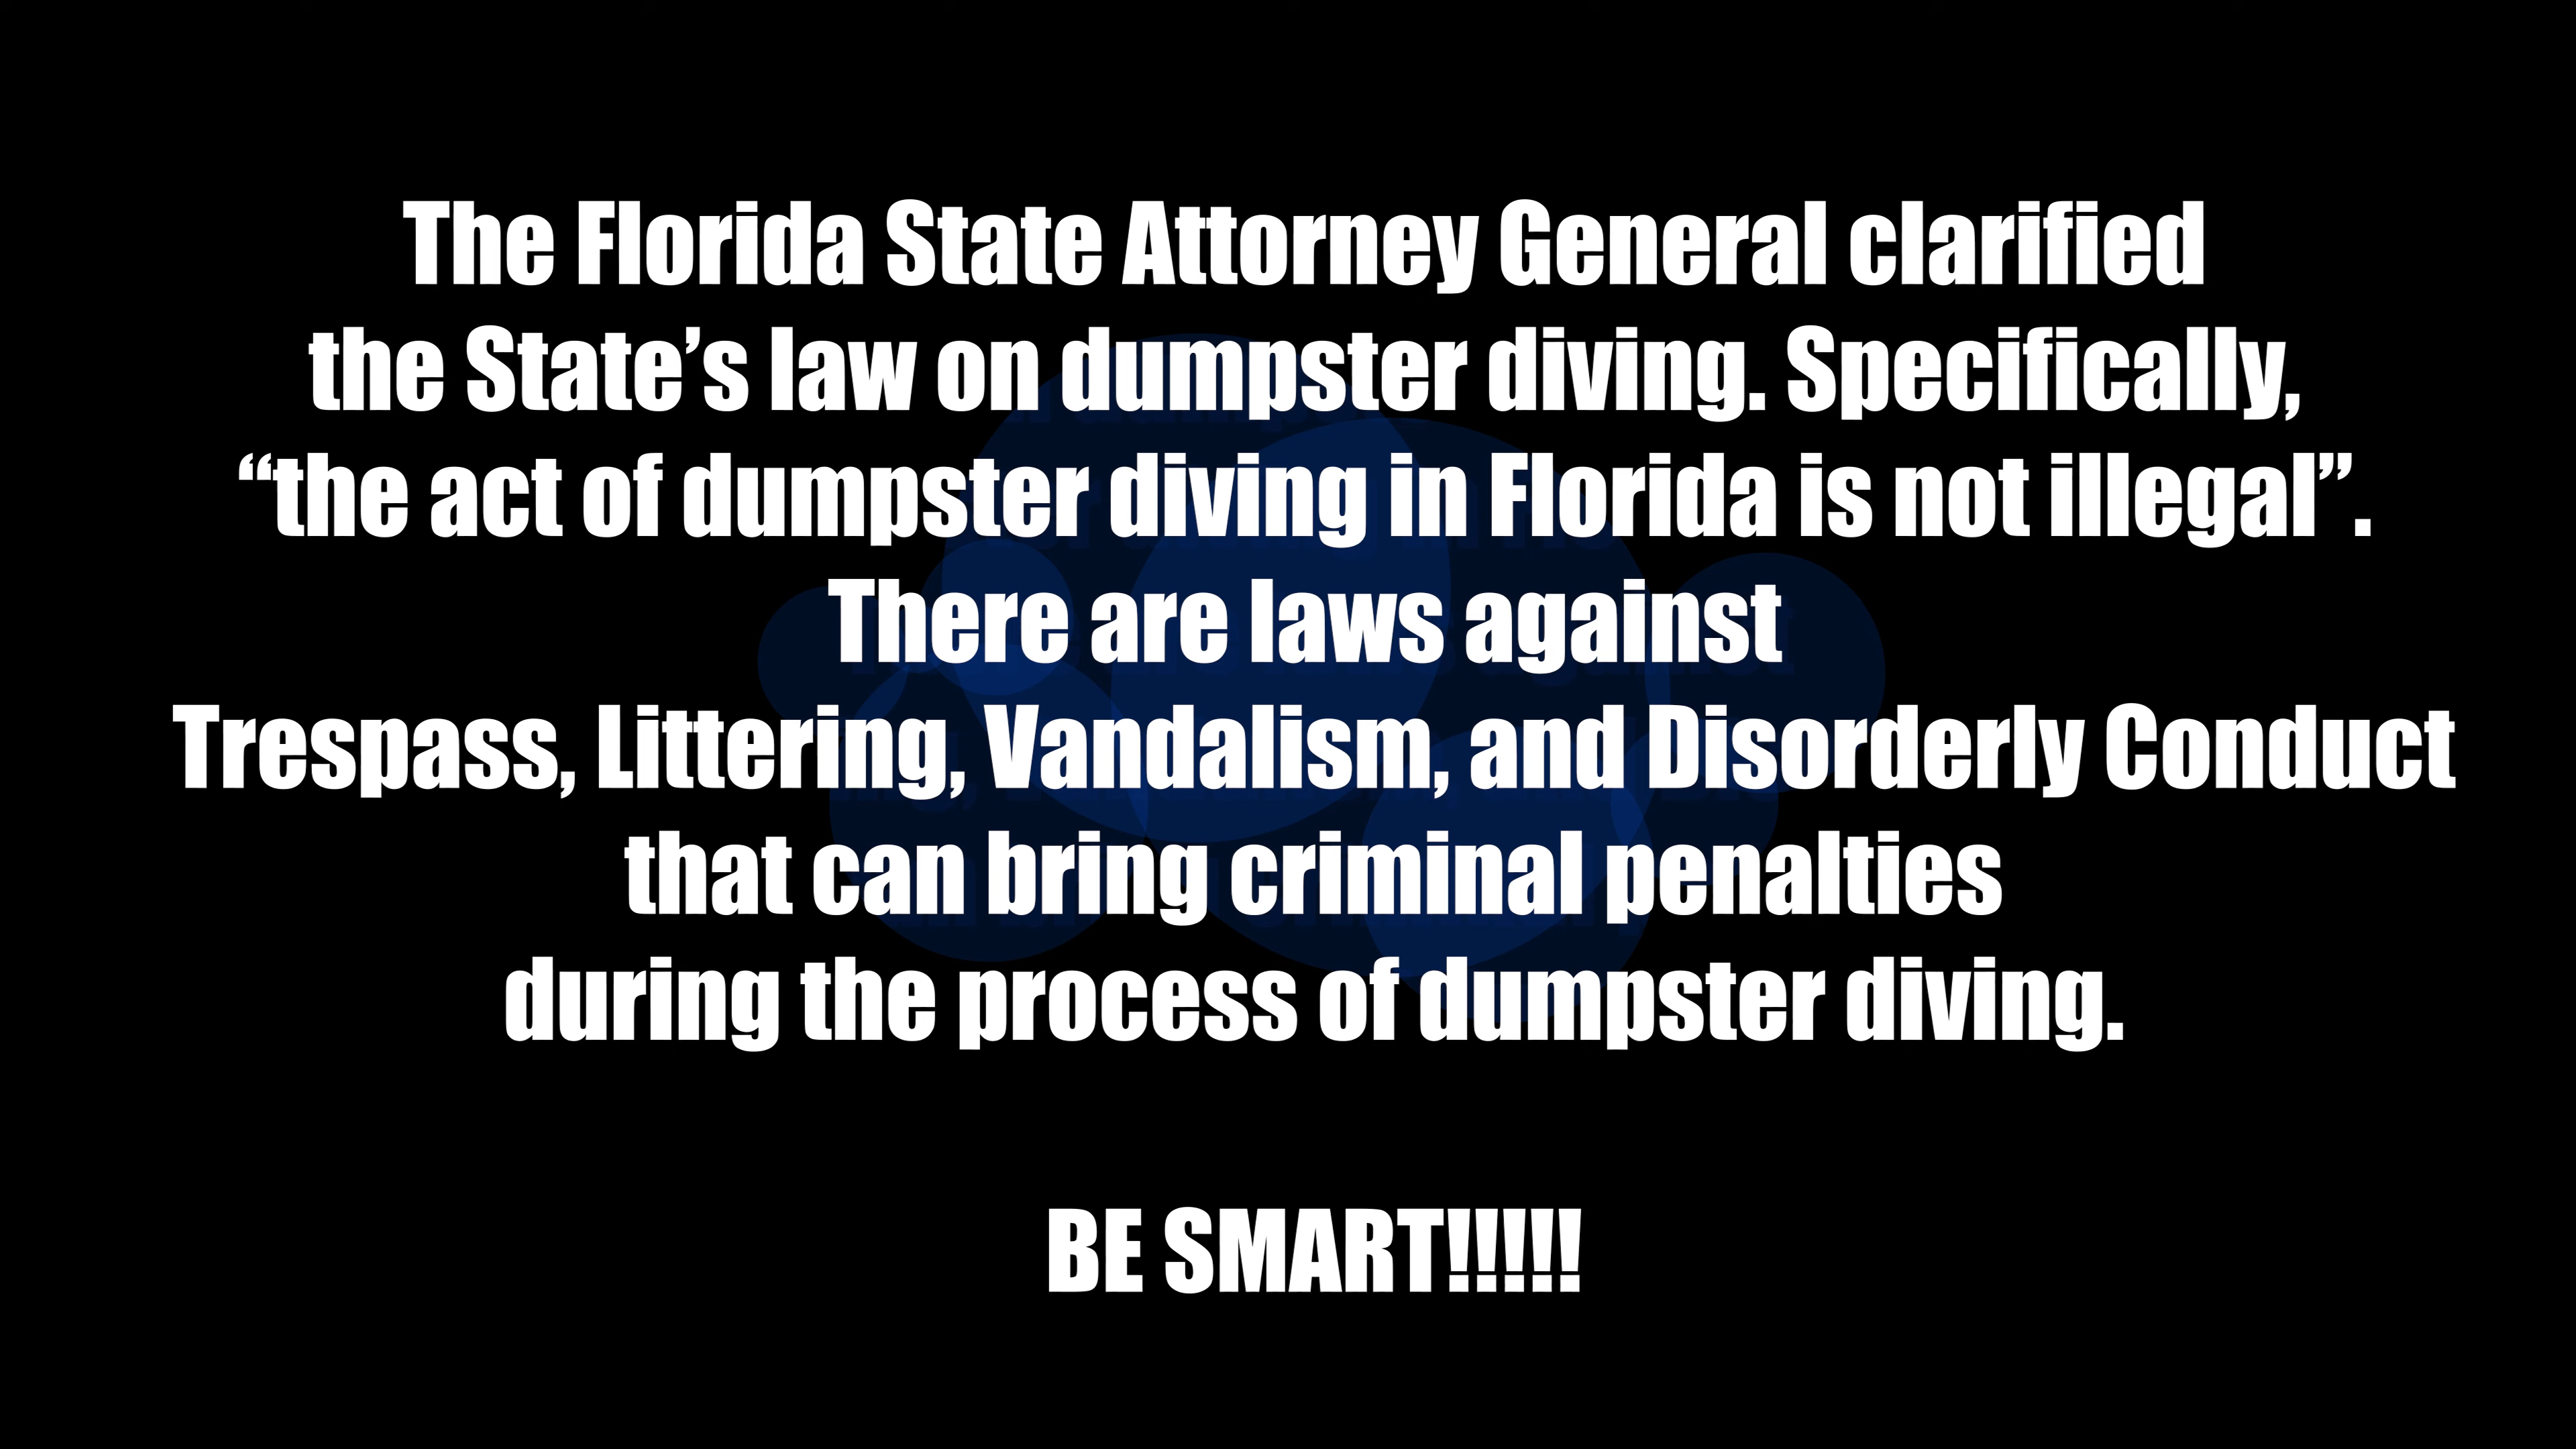 The Florida State Attorney General clarified
the State’s law on dumpster diving. Specifically,
“the act of dumpster diving in Florida is not illegal”.
There are laws against
Trespass, Littering, Vandalism, and Disorderly Conduct
that can bring criminal penalties
during the process of dumpster diving.
BE SMART!!!!!